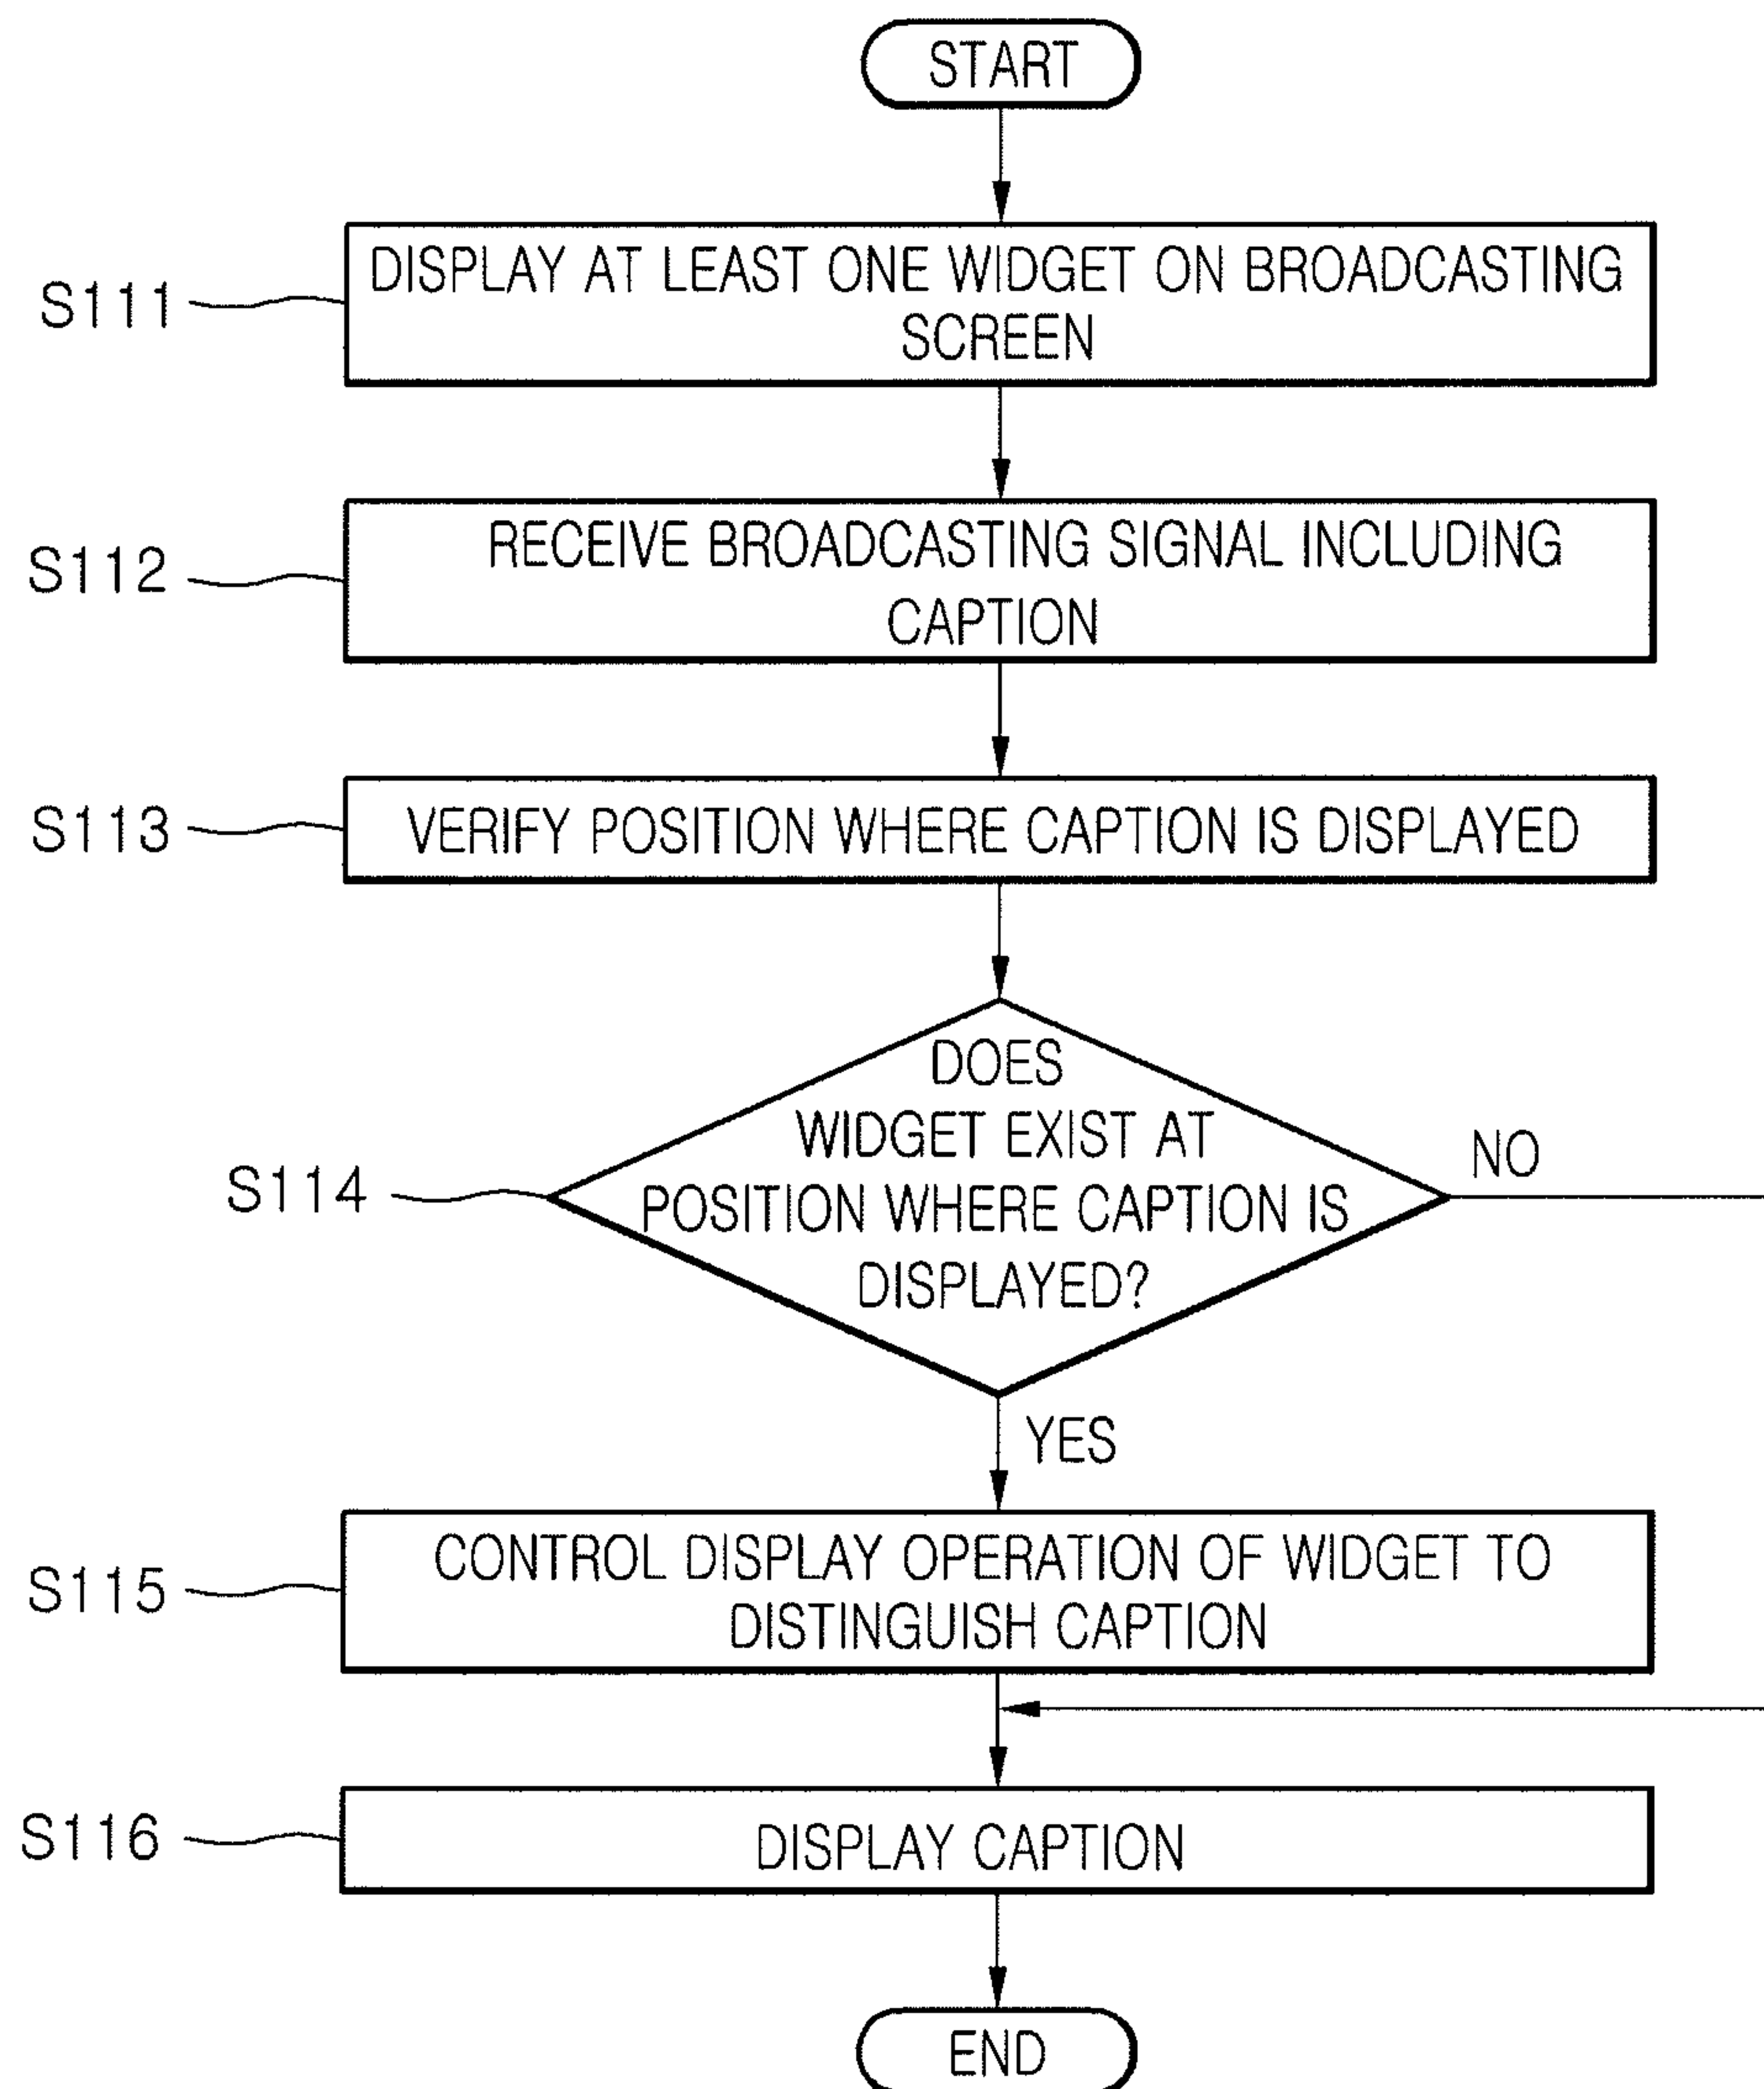 START
S111
DISPLAY AT LEAST ONE WIDGET ON BROADCASTING
SCREEN
S112
RECEIVE BROADCASTING SIGNAL INCLUDING
CAPTION
S113
VERIFY POSITION WHERE CAPTION IS DISPLAYED
S114
DOES
WIDGET EXIST AT
POSITION WHERE CAPTION IS
DISPLAYED?
NO
YES
S115
CONTROL DISPLAY OPERATION OF WIDGET TO
DISTINGUISH CAPTION
S116
DISPLAY CAPTION
END